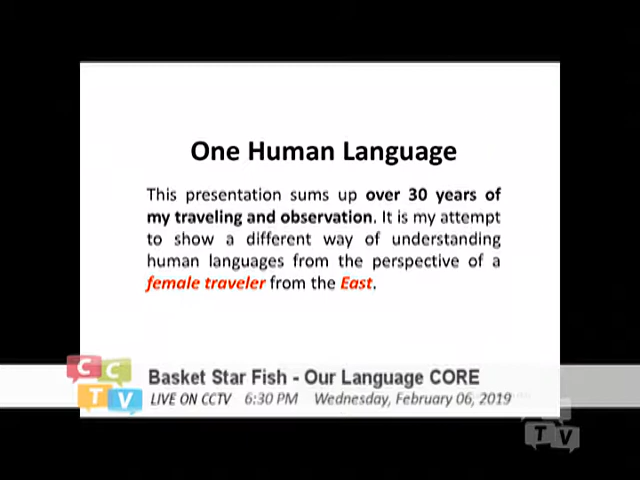 One Human Language
This presentation sums up over 30 years of
my traveling and observation. It is my attempt
to show a different way of understanding
human languages from the perspective of a
female traveler from the East.
CC
TV
Basket Star Fish - Our Language CORE
LIVE ON CCTV 6:30 PM Wednesday, February 06, 2019
TV